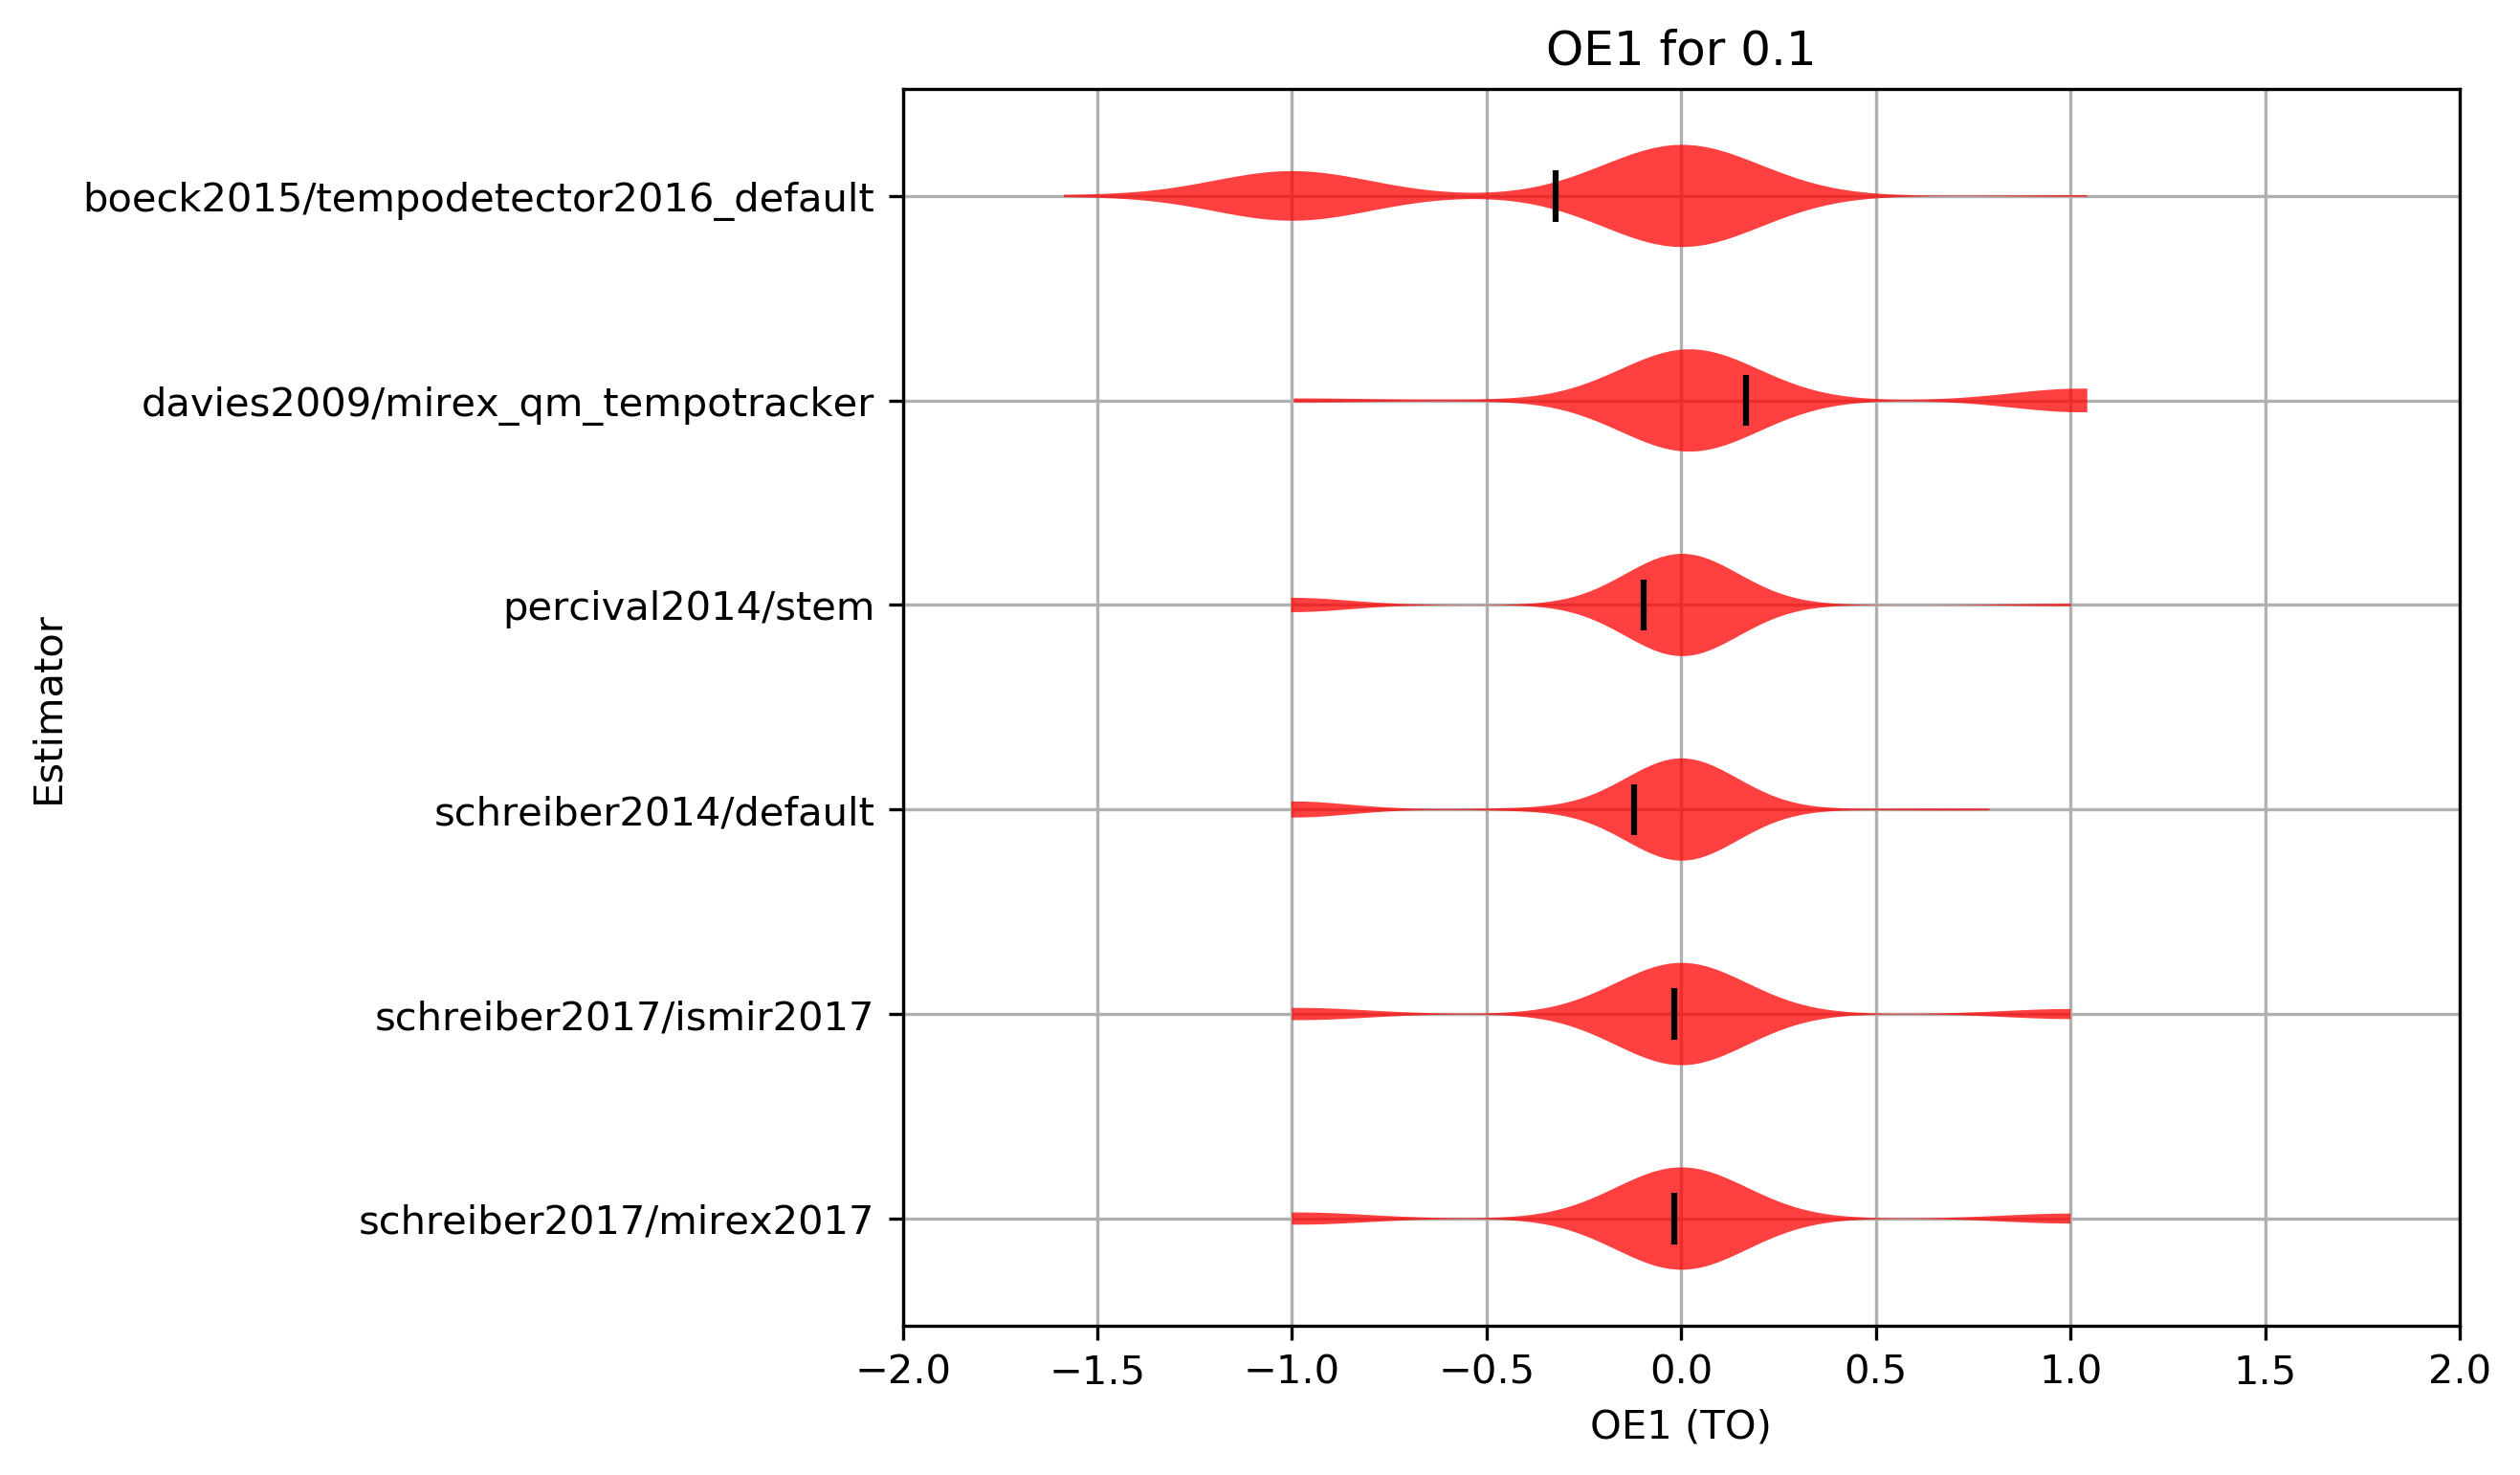 OE1 for 0.1
boeck2015/tempodetector2016_default
davies2009/mirex_qm_tempotracker
percival2014/stem
schreiber2014/default
schreiber2017/ismir2017
schreiber2017/mirex2017
Estimator
−2.0 −1.5 −1.0 −0.5 0.0 0.5 1.0 1.5 2.0
OE1 (TO)